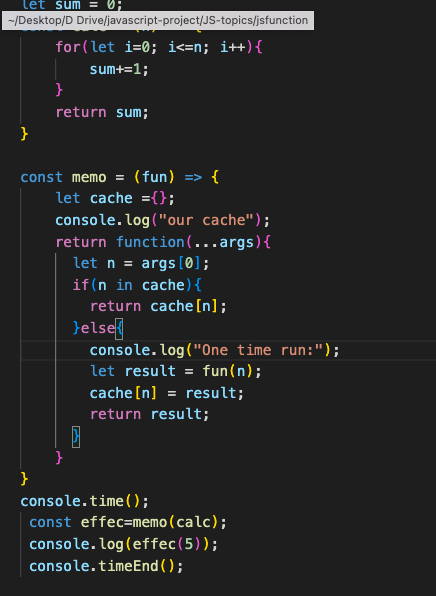 let sum = 0;
~/Desktop/D Drive/javascript-project/JS-topics/jsfunction
for(let i=0; i<=n; i++){
sum+=1;
}
return sum;
}
const memo = (fun) => {
let cache ={};
console.log("our cache");
return function(...args){
let n = args[0];
if(n in cache){
return cache[n];
}else{
console.log("One time run:");
let result = fun(n);
cache[n] = result;
return result;
}
}
}
console.time();
const effec=memo(calc);
console.log(effec(5));
console.timeEnd();